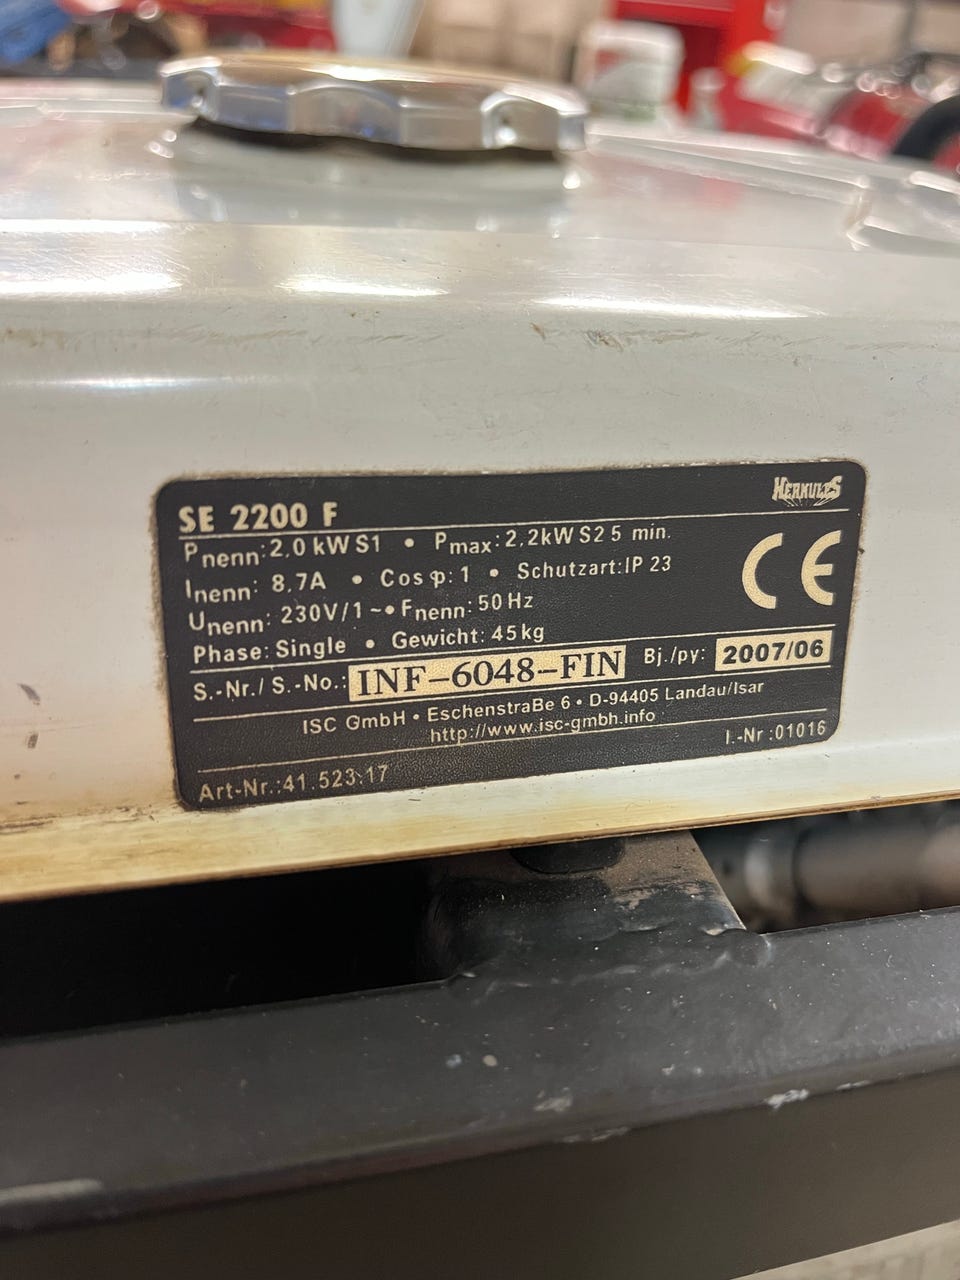 HERKULES
SE 2200 F
Pnenn: 2,0 kW S1 • Pmax: 2,2kW S2 5 min.
Inenn: 8,7A • Cos φ: 1 • Schutzart: IP 23
Unenn: 230V/1~ • Fnenn: 50 Hz
Phase: Single • Gewicht: 45 kg
CE
S.-Nr./ S.-No.: INF-6048-FIN Bj./py: 2007/06
ISC GmbH • Eschenstraße 6 • D-94405 Landau/Isar
http://www.isc-gmbh.info
Art-Nr.:41.523.17 I.-Nr :01016